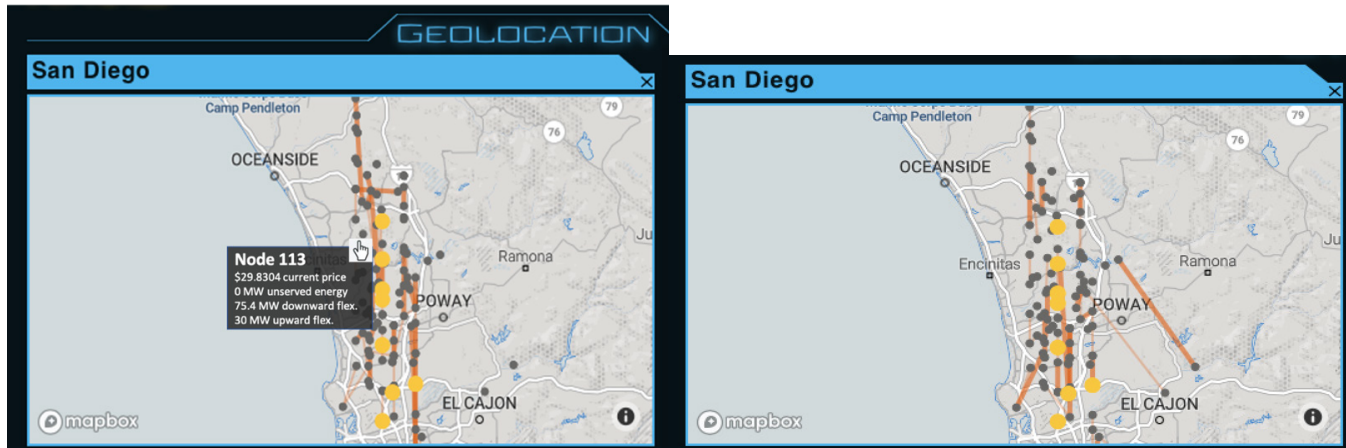 GEOLOCATION
San Diego
Camp Pendleton
79
76
OCEANSIDE
Node 113
$29.8304 current price
0 MW unserved energy
75.4 MW downward flex.
30 MW upward flex.
Ramona
POWAY
EL CAJON
mapbox
San Diego
Camp Pendleton
79
76
OCEANSIDE
Encinitas
Ramona
POWAY
EL CAJON
mapbox